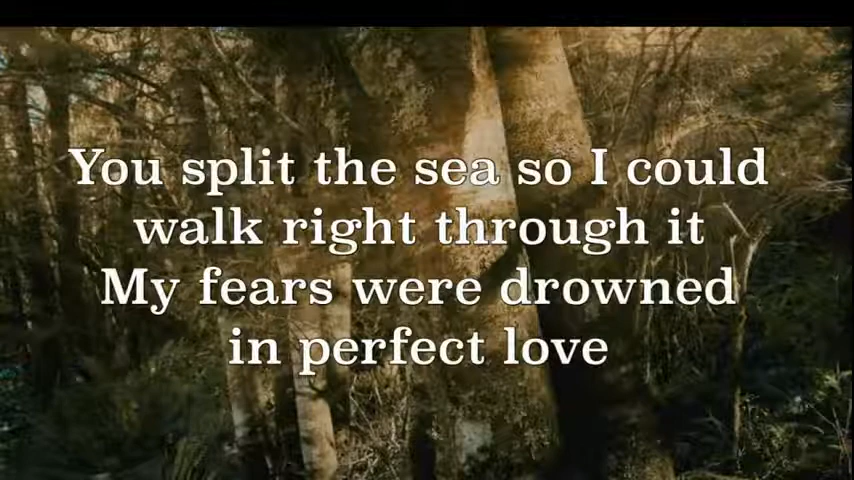 You split the sea so I could
walk right through it
My fears were drowned
in perfect love